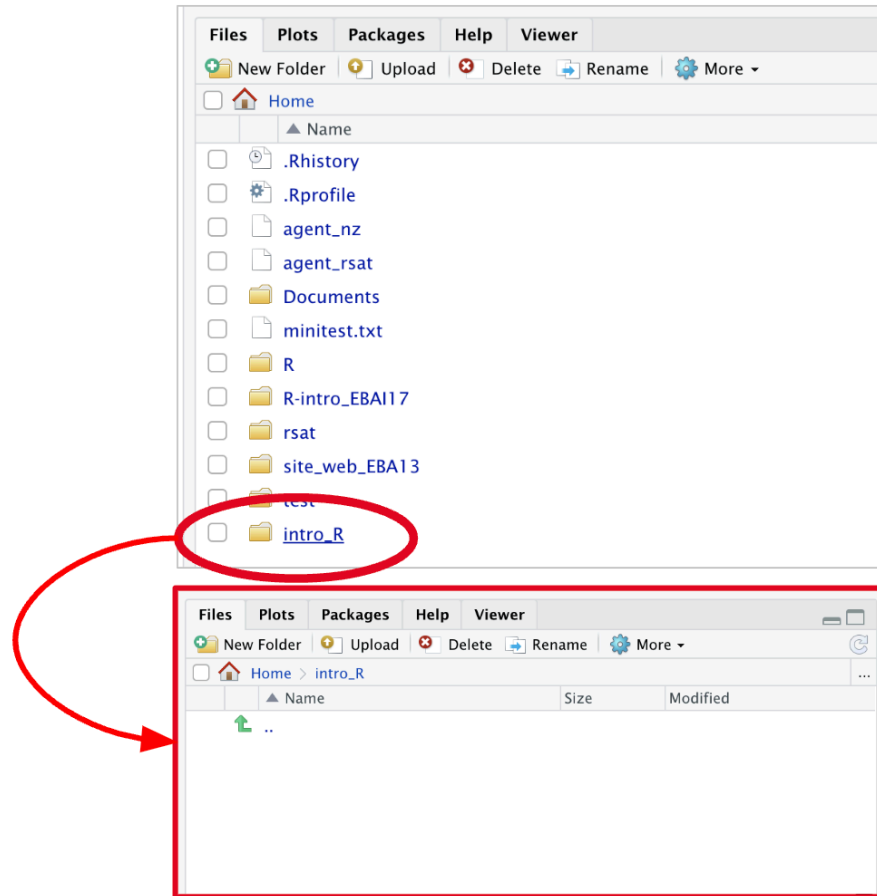 Files Plots Packages Help Viewer
New Folder Upload Delete Rename More
Home
Name
.Rhistory
.Rprofile
agent_nz
agent_rsat
Documents
minitest.txt
R
R-intro_EBAI17
rsat
site_web_EBA13
test
intro_R
Files Plots Packages Help Viewer
New Folder Upload Delete Rename More
Home > intro_R ...
Name Size Modified
..